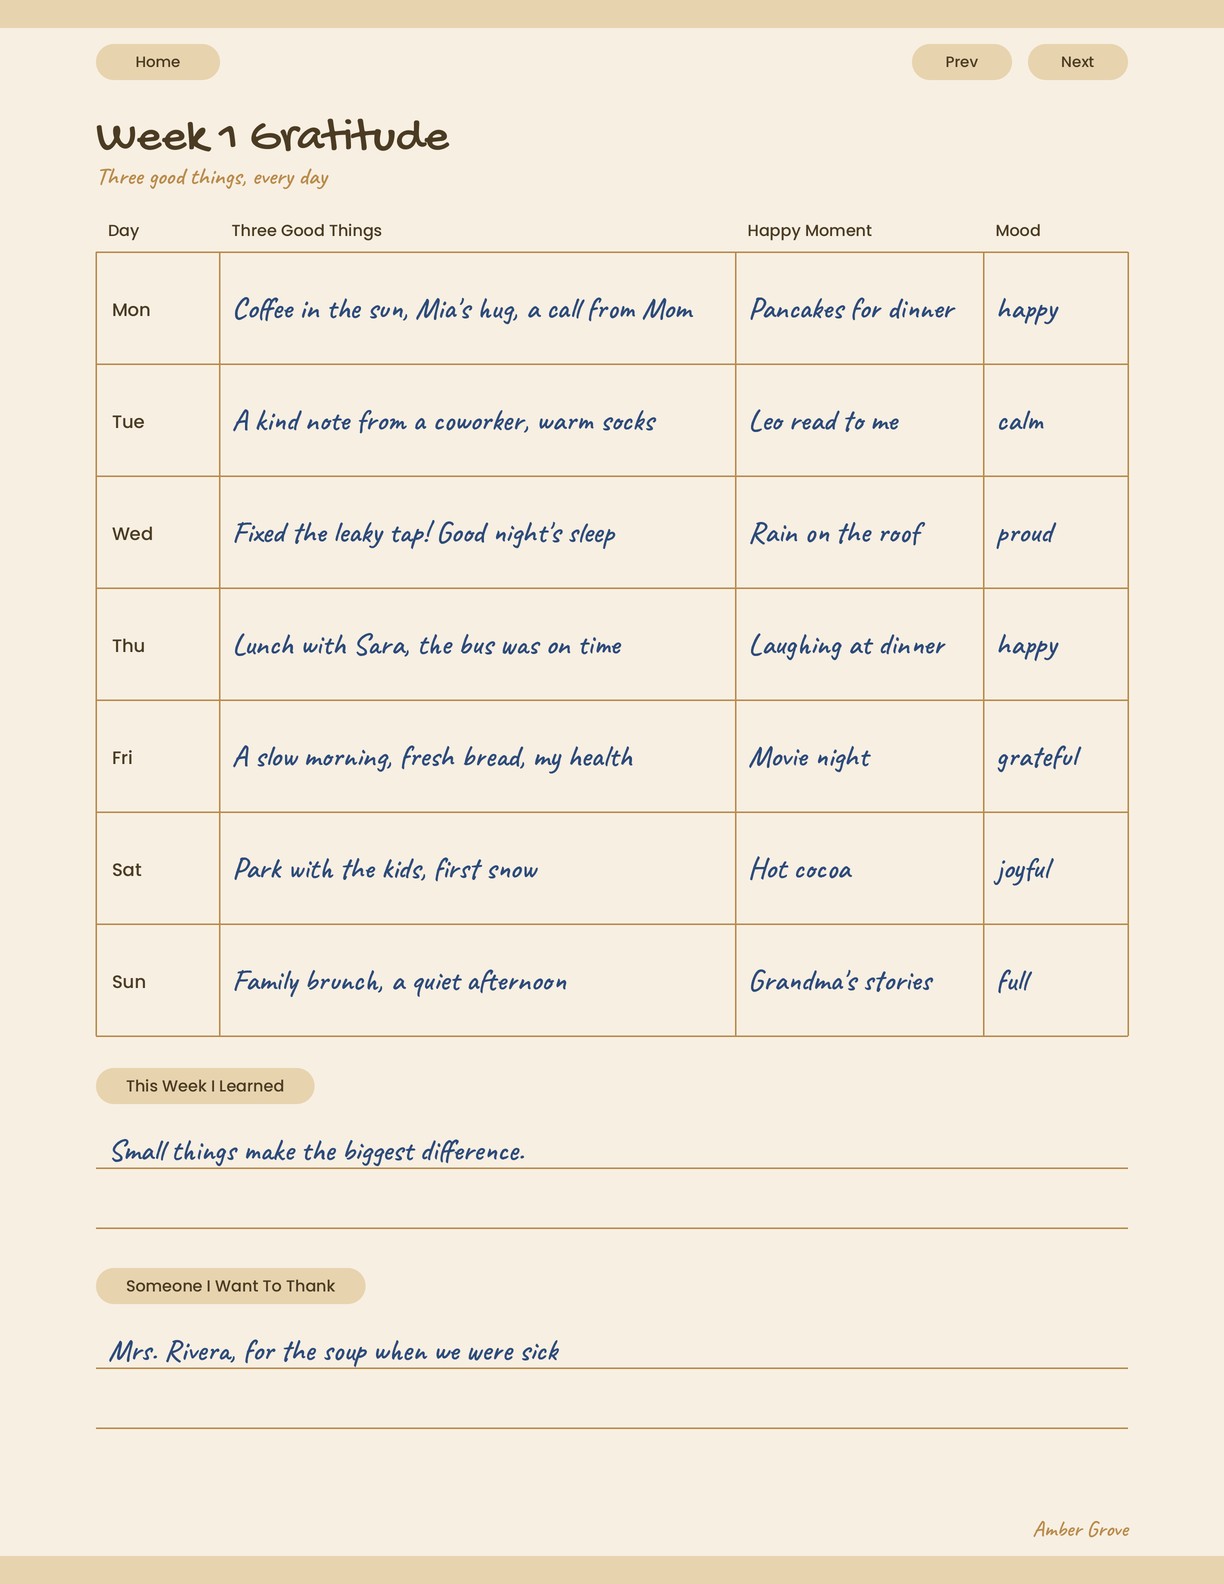 Home Prev Next
Week 1 Gratitude
Three good things, every day
Day Three Good Things Happy Moment Mood
Mon Coffee in the sun, Mia's hug, a call from Mom Pancakes for dinner happy
Tue A kind note from a coworker, warm socks Leo read to me calm
Wed Fixed the leaky tap! Good night's sleep Rain on the roof proud
Thu Lunch with Sara, the bus was on time Laughing at dinner happy
Fri A slow morning, fresh bread, my health Movie night grateful
Sat Park with the kids, first snow Hot cocoa joyful
Sun Family brunch, a quiet afternoon Grandma's stories full
This Week I Learned
Small things make the biggest difference.
Someone I Want To Thank
Mrs. Rivera, for the soup when we were sick
Amber Grove